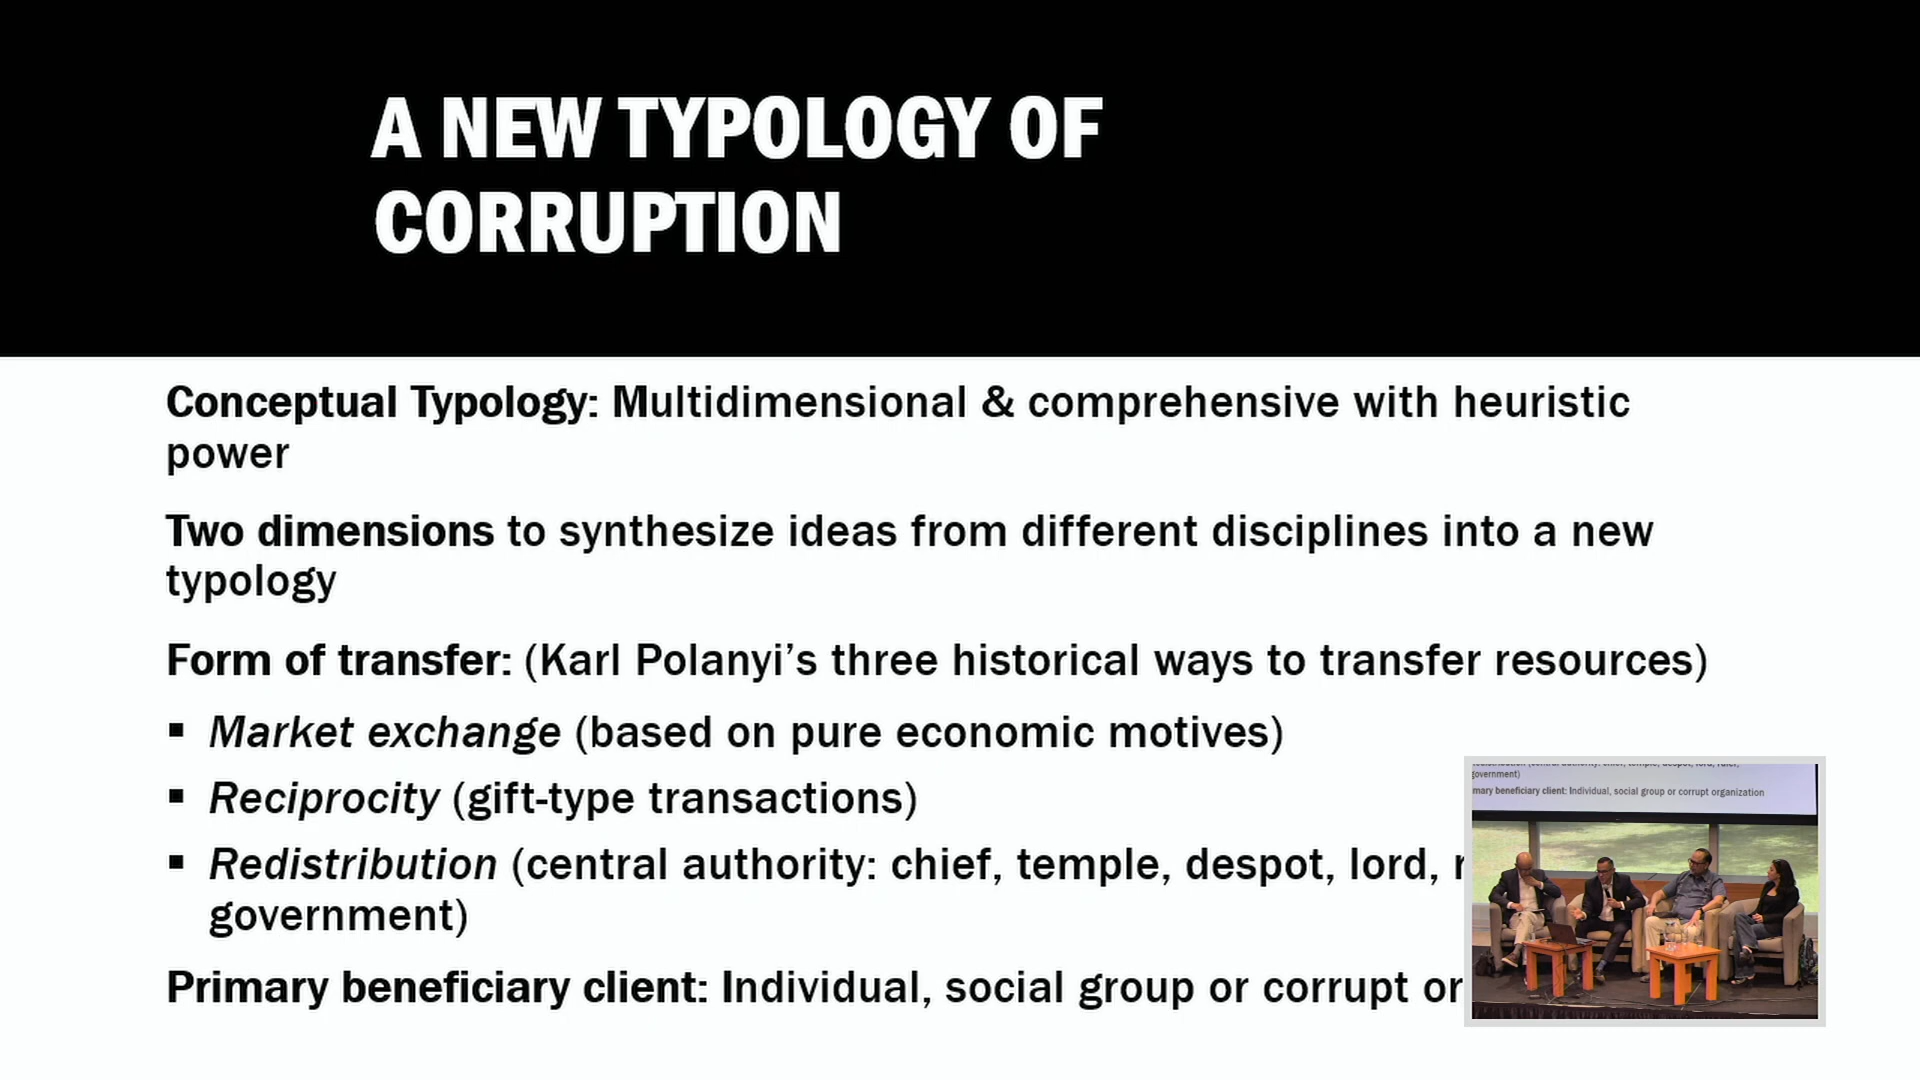 A NEW TYPOLOGY OF
CORRUPTION
Conceptual Typology: Multidimensional & comprehensive with heuristic
power
Two dimensions to synthesize ideas from different disciplines into a new
typology
Form of transfer: (Karl Polanyi’s three historical ways to transfer resources)
▪ Market exchange (based on pure economic motives)
▪ Reciprocity (gift-type transactions)
▪ Redistribution (central authority: chief, temple, despot, lord,
government)
Primary beneficiary client: Individual, social group or corrupt or
government)
mary beneficiary client: Individual, social group or corrupt organization